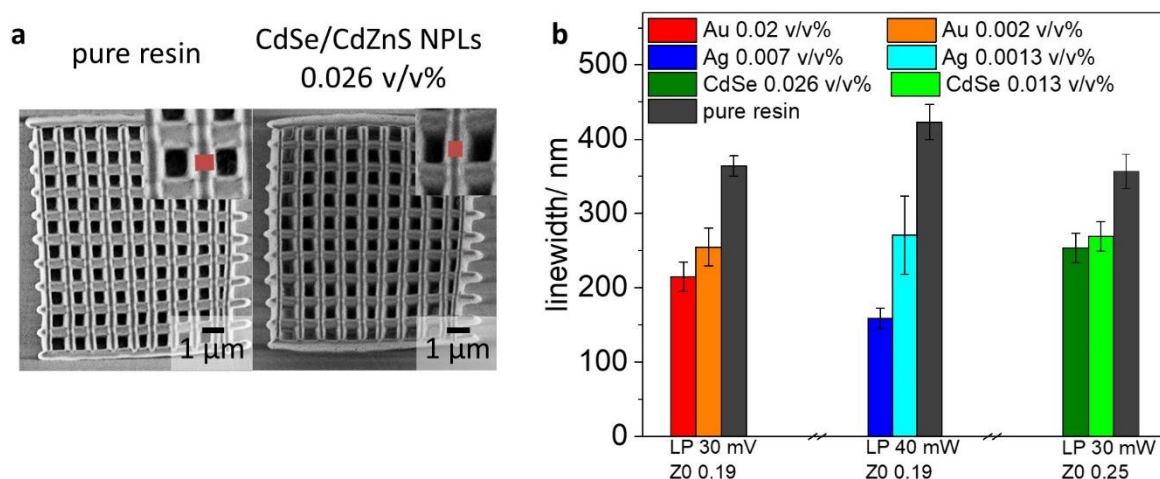 a
pure resin
CdSe/CdZnS NPLs
0.026 v/v%
1 µm
1 µm
b
Au 0.02 v/v%
Au 0.002 v/v%
Ag 0.007 v/v%
Ag 0.0013 v/v%
CdSe 0.026 v/v%
CdSe 0.013 v/v%
pure resin
linewidth/ nm
500
400
300
200
100
0
LP 30 mV
Z0 0.19
LP 40 mW
Z0 0.19
LP 30 mW
Z0 0.25